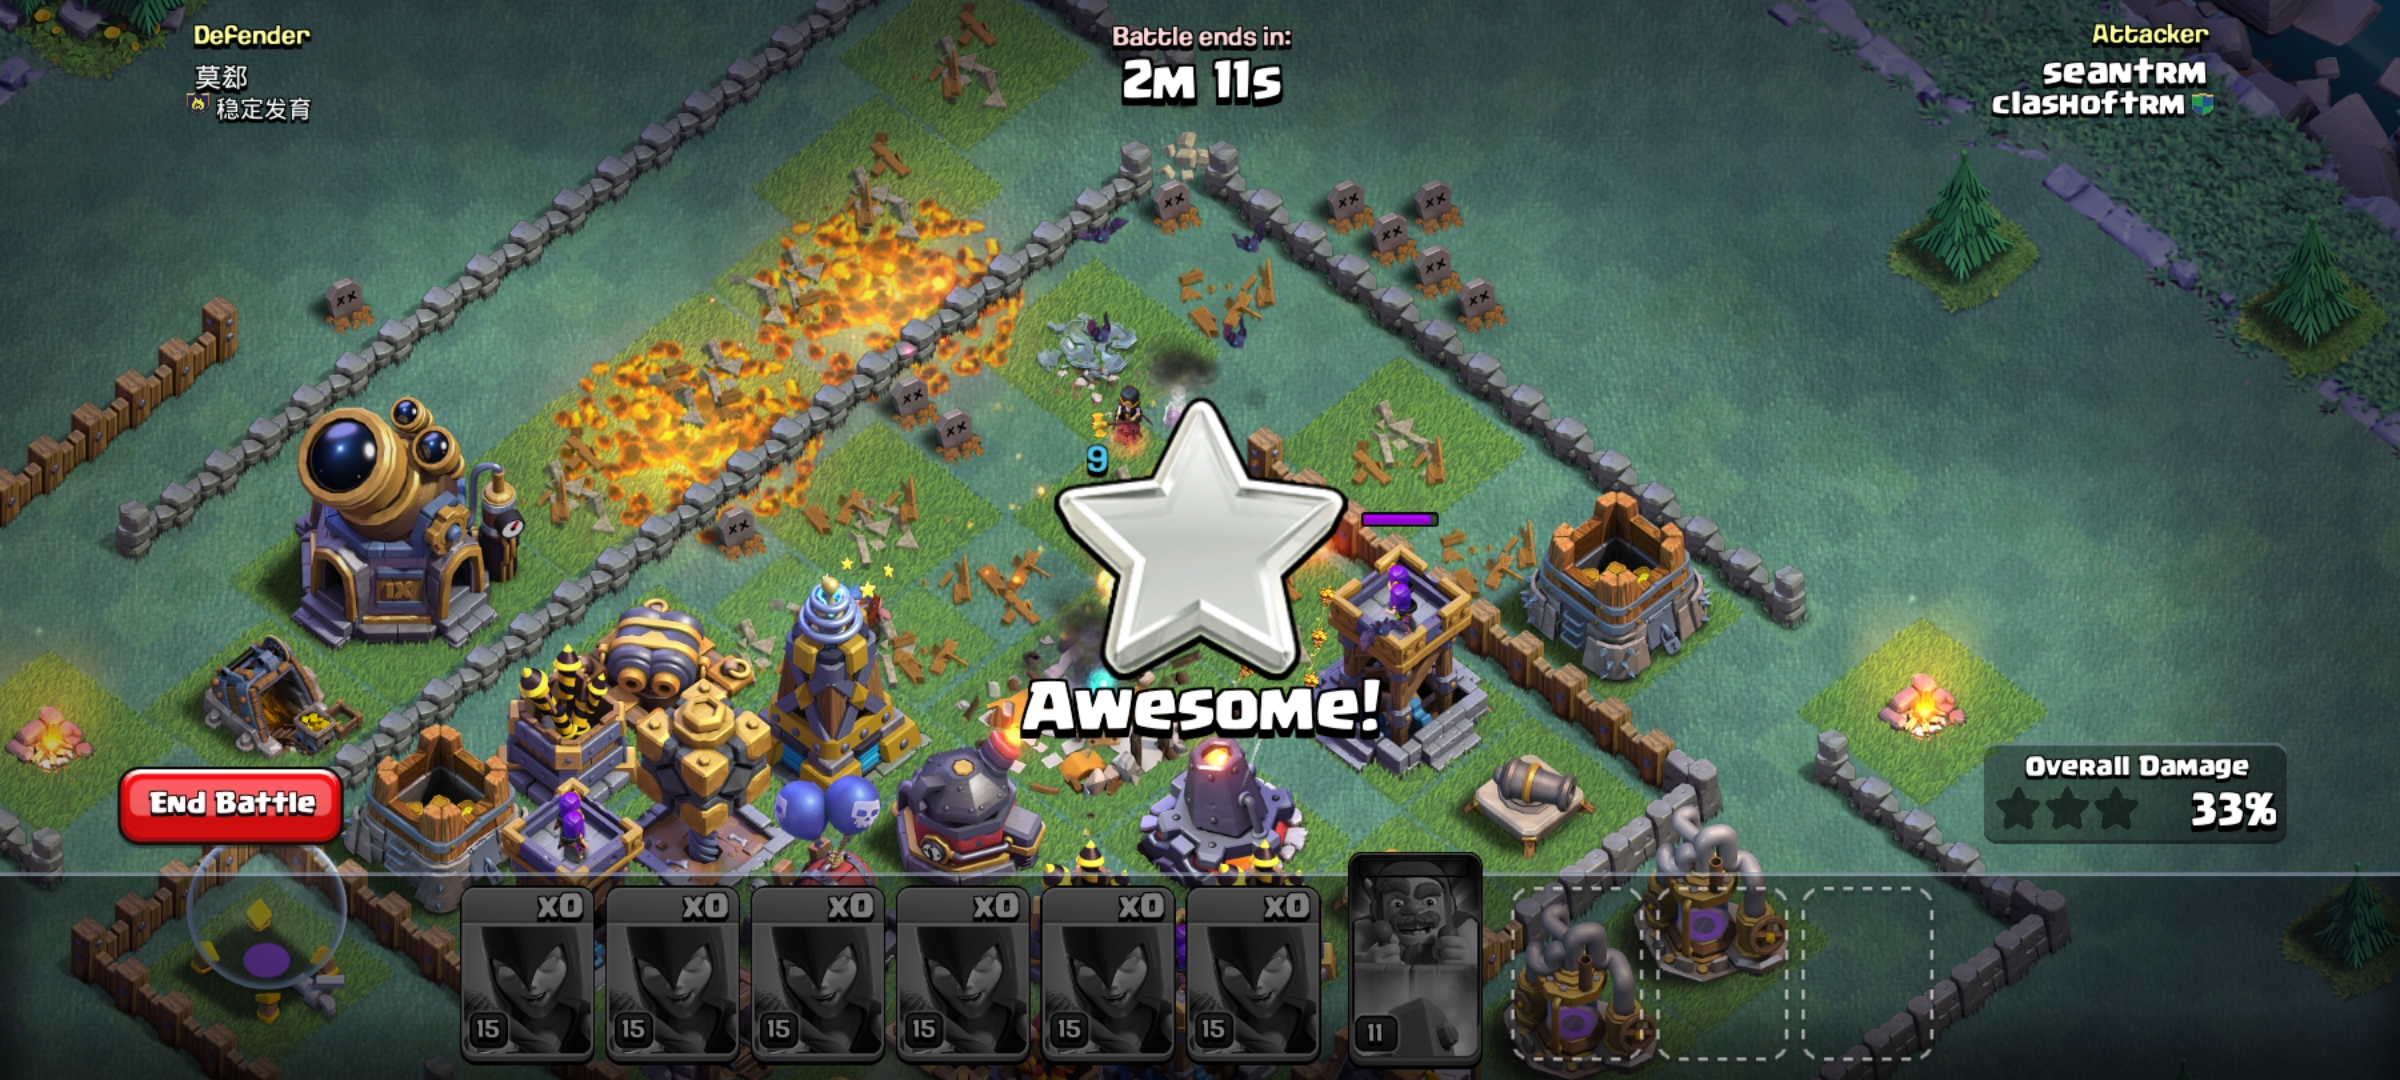 Defender
莫郄
稳定发育
Battle ends in:
2M 11s
Attacker
seantRM
clashoftRM
9
IX
Awesome!
End Battle
Overall Damage
33%
x0 x0 x0 x0 x0 x0
15 15 15 15 15 15 11